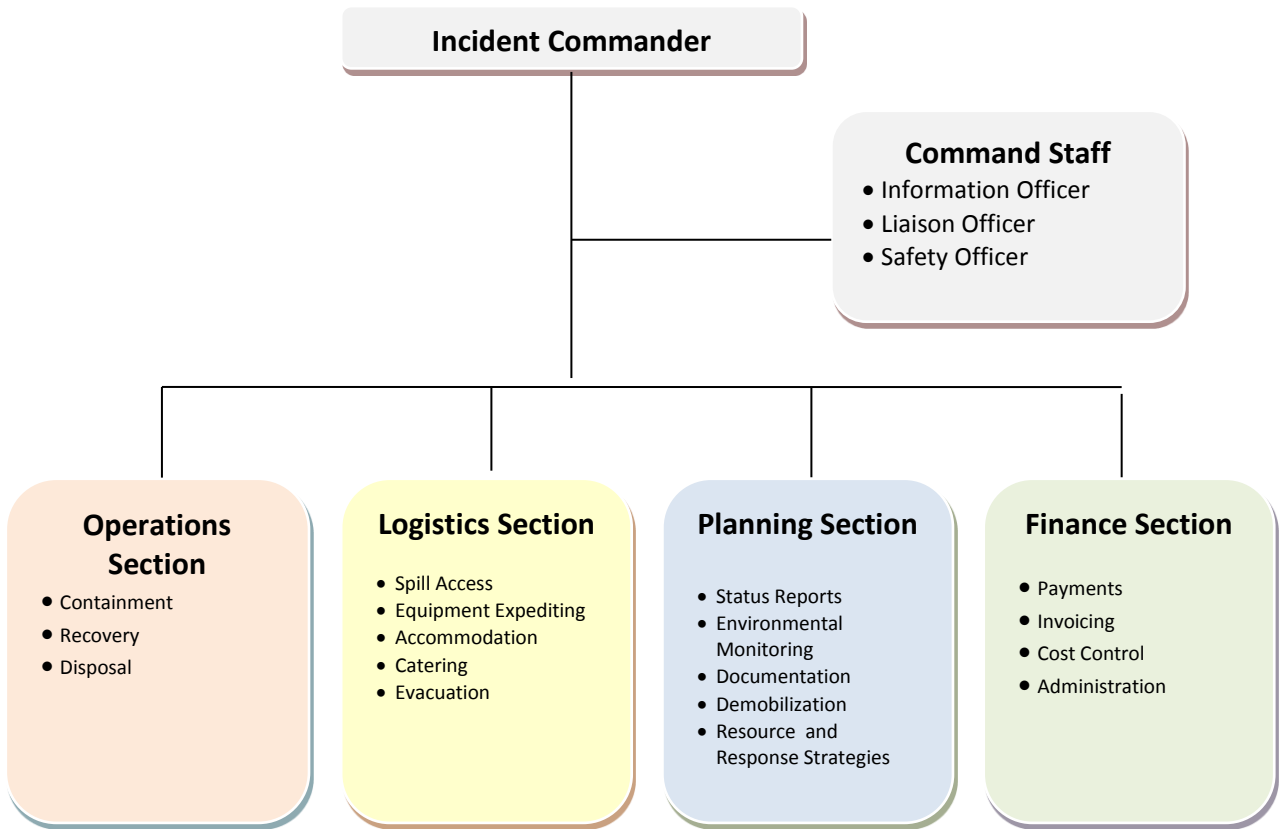 Incident Commander
Command Staff
• Information Officer
• Liaison Officer
• Safety Officer
Operations
Section
• Containment
• Recovery
• Disposal
Logistics Section
• Spill Access
• Equipment Expediting
• Accommodation
• Catering
• Evacuation
Planning Section
• Status Reports
• Environmental
Monitoring
• Documentation
• Demobilization
• Resource and
Response Strategies
Finance Section
• Payments
• Invoicing
• Cost Control
• Administration